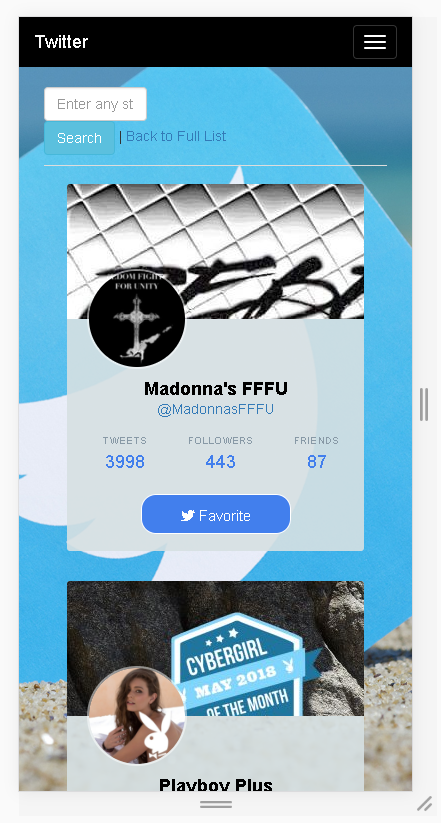 Twitter
Enter any st
Search | Back to Full List
DOM FIGHT
FOR UNITY
Madonna's FFFU
@MadonnasFFFU
TWEETS FOLLOWERS FRIENDS
3998 443 87
Favorite
CYBERGIRL
MAY 2018
OF THE MONTH
Playboy Plus